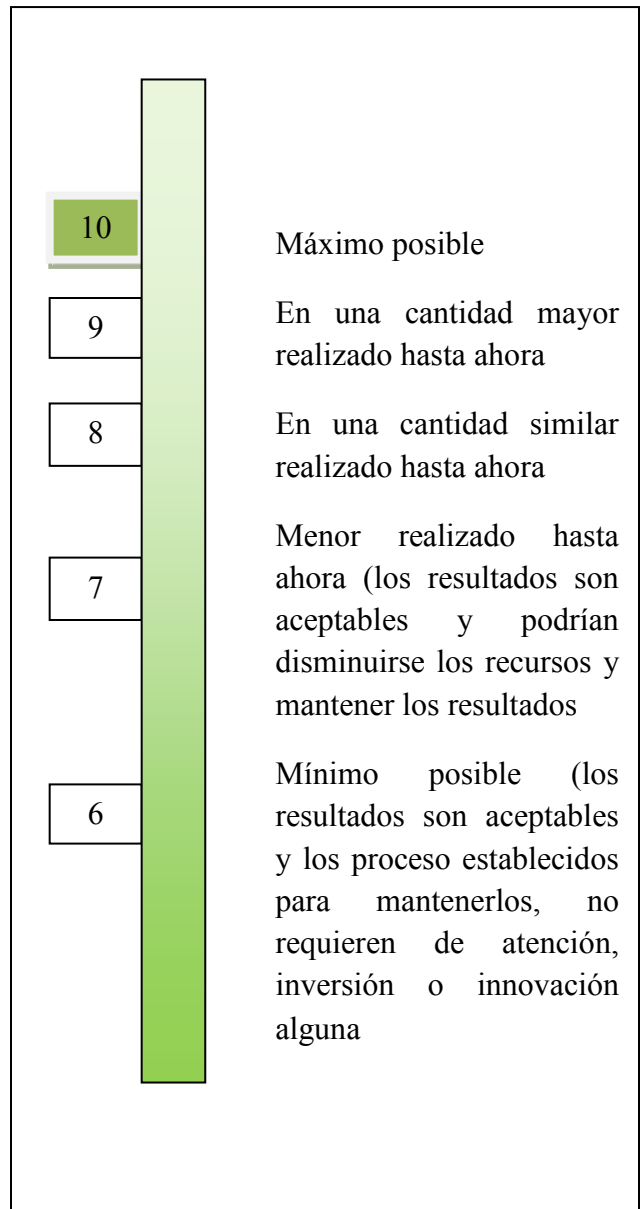 10
Máximo posible
9
En una cantidad mayor
realizado hasta ahora
8
En una cantidad similar
realizado hasta ahora
7
Menor realizado hasta
ahora (los resultados son
aceptables y podrían
disminuirse los recursos y
mantener los resultados
6
Mínimo posible (los
resultados son aceptables
y los proceso establecidos
para mantenerlos, no
requieren de atención,
inversión o innovación
alguna